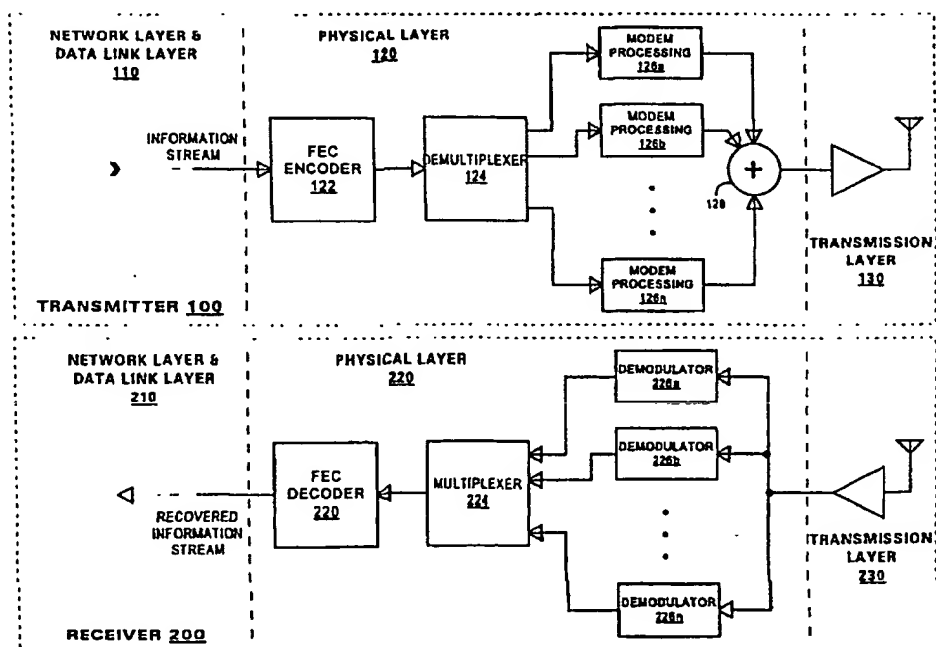 NETWORK LAYER &
DATA LINK LAYER
110
PHYSICAL LAYER
120
MODEM
PROCESSING
126a
INFORMATION
STREAM
FEC
ENCODER
122
DEMULTIPLEXER
124
MODEM
PROCESSING
126b
+
128
MODEM
PROCESSING
126n
TRANSMISSION
LAYER
130
TRANSMITTER 100
NETWORK LAYER &
DATA LINK LAYER
210
PHYSICAL LAYER
220
DEMODULATOR
226a
FEC
DECODER
220
MULTIPLEXER
224
DEMODULATOR
226b
RECOVERED
INFORMATION
STREAM
DEMODULATOR
226n
TRANSMISSION
LAYER
230
RECEIVER 200